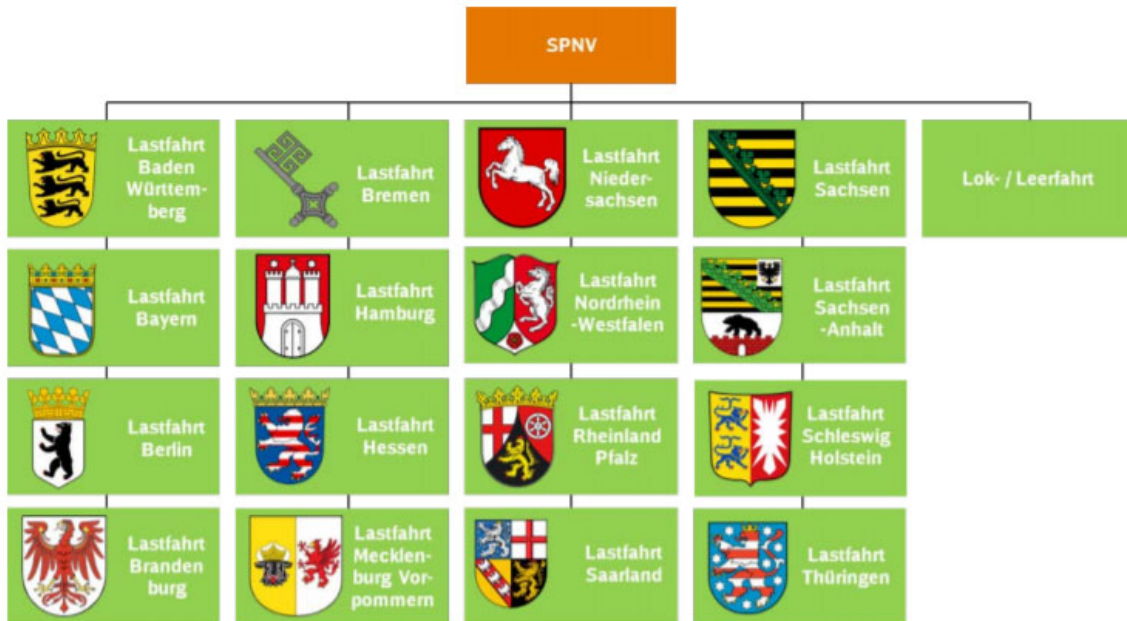 SPNV
Lastfahrt
Baden
Württem-
berg
Lastfahrt
Bremen
Lastfahrt
Nieder-
sachsen
Lastfahrt
Sachsen
Lok- / Leerfahrt
Lastfahrt
Bayern
Lastfahrt
Hamburg
Lastfahrt
Nordrhein
-Westfalen
Lastfahrt
Sachsen
-Anhalt
Lastfahrt
Berlin
Lastfahrt
Hessen
Lastfahrt
Rheinland
Pfalz
Lastfahrt
Schleswig
Holstein
Lastfahrt
Branden
burg
Lastfahrt
Mecklen-
burg Vor-
pommern
Lastfahrt
Saarland
Lastfahrt
Thüringen